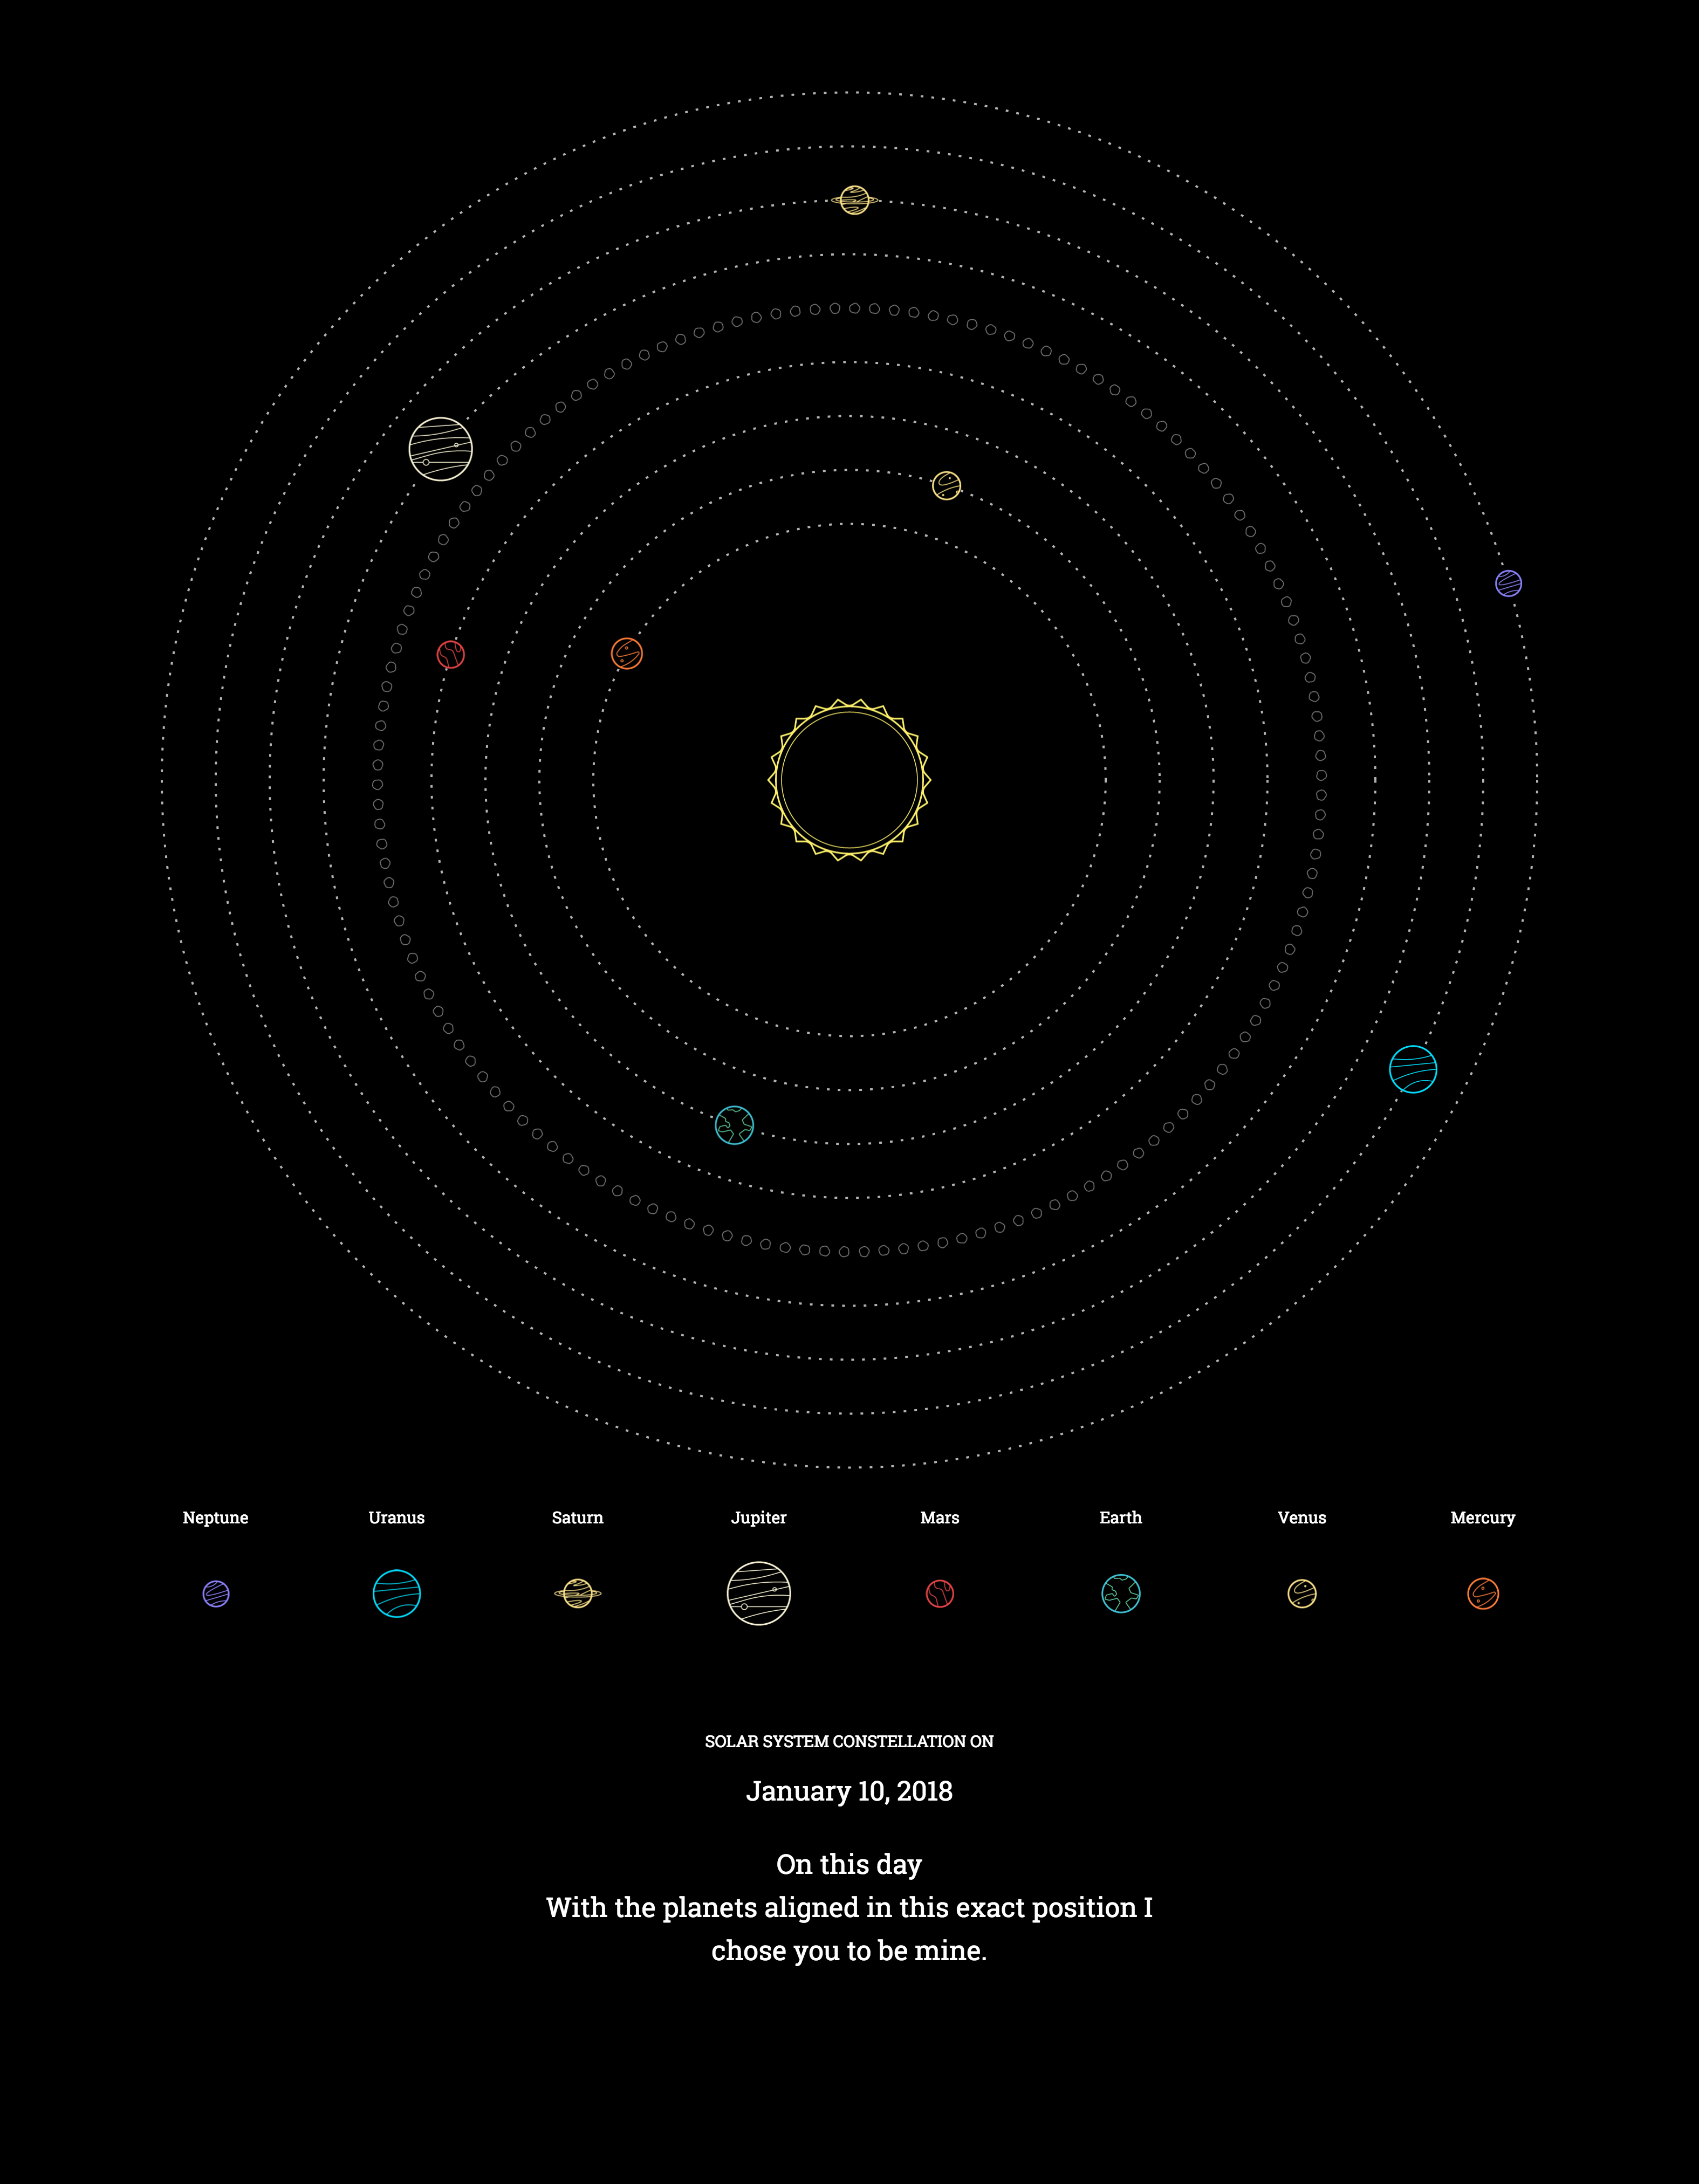 Neptune Uranus Saturn Jupiter Mars Earth Venus Mercury
SOLAR SYSTEM CONSTELLATION ON
January 10, 2018
On this day
With the planets aligned in this exact position I
chose you to be mine.